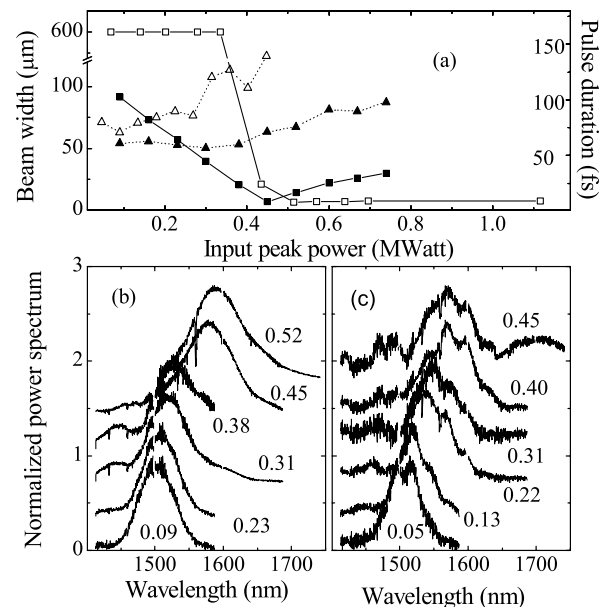 600
100
50
0
Beam width (μm)
(a)
150
100
50
0
Pulse duration (fs)
0.2 0.4 0.6 0.8 1.0
Input peak power (MWatt)
3
2
1
0
Normalized power spectrum
(b)
0.52
0.45
0.38
0.31
0.23
0.09
1500 1600 1700
Wavelength (nm)
(c)
0.45
0.40
0.31
0.22
0.13
0.05
1500 1600 1700
Wavelength (nm)